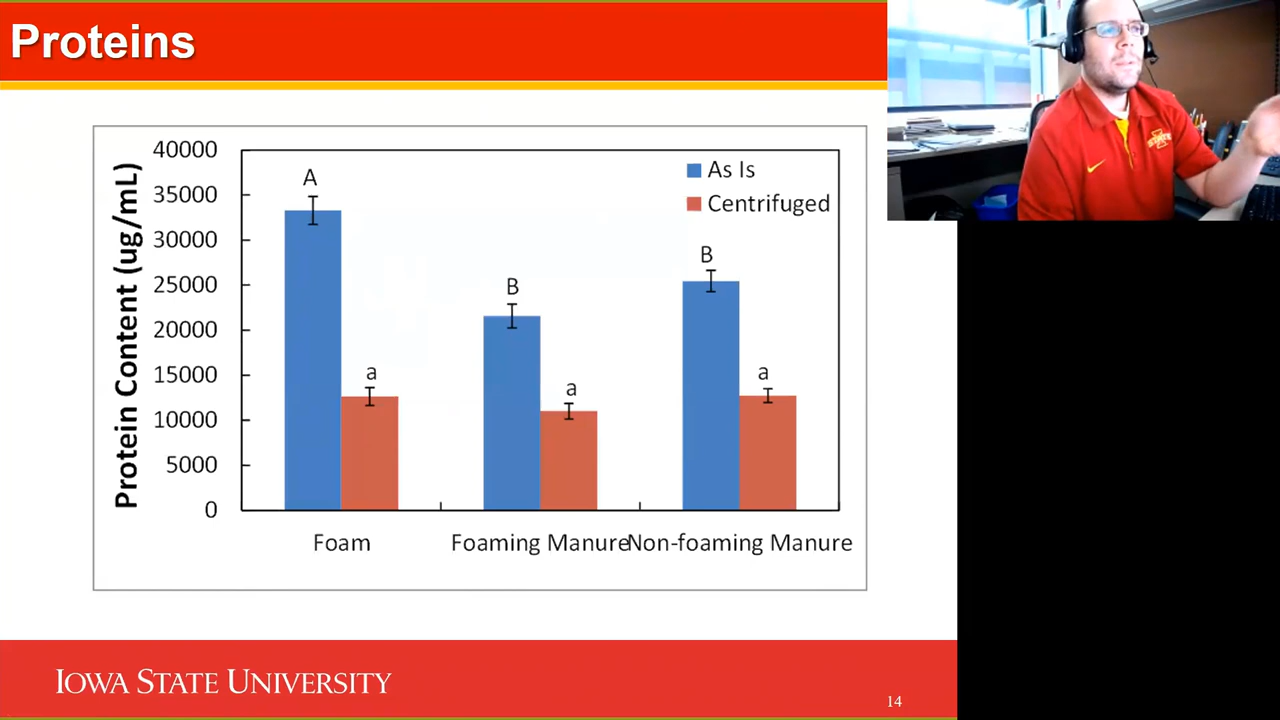 Proteins
Protein Content (ug/mL)
40000
35000
30000
25000
20000
15000
10000
5000
0
A
a
B
a
B
a
As Is
Centrifuged
Foam
Foaming Manure
Non-foaming Manure
IOWA STATE UNIVERSITY
14